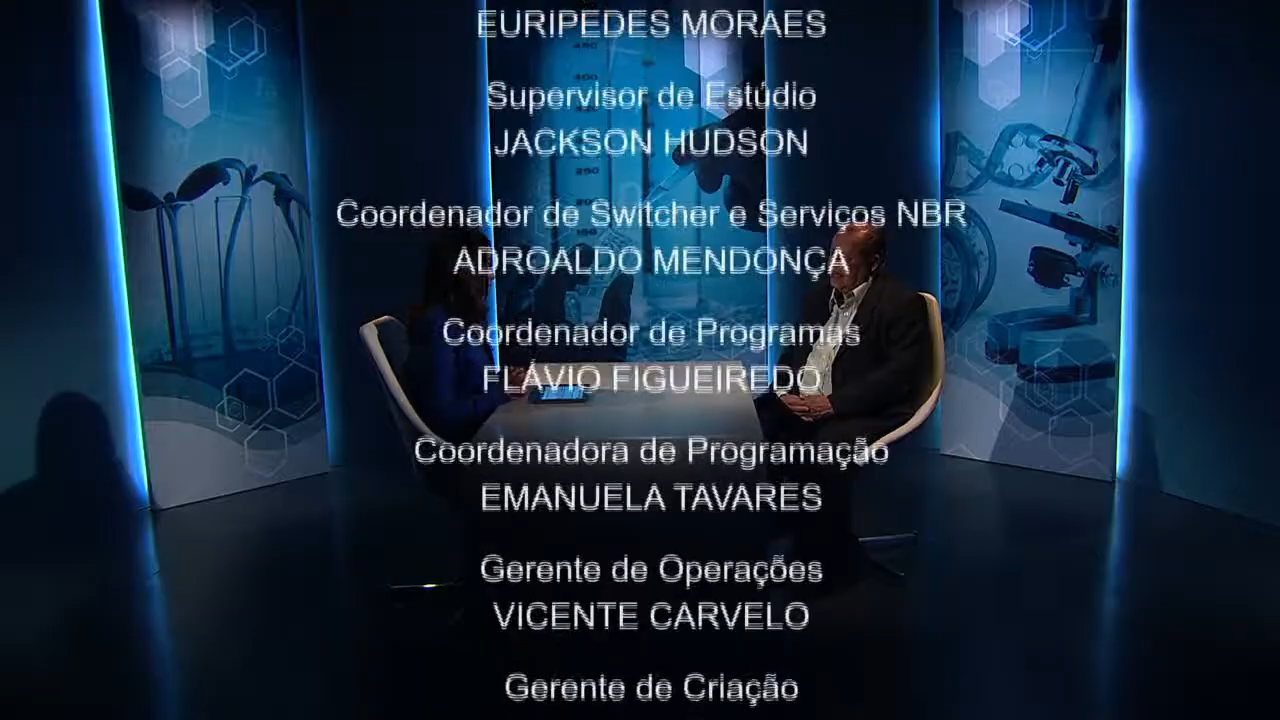 EURIPEDES MORAES
Supervisor de Estúdio
JACKSON HUDSON
Coordenador de Switcher e Serviços NBR
ADROALDO MENDONÇA
Coordenador de Programas
FLÁVIO FIGUEIREDO
Coordenadora de Programação
EMANUELA TAVARES
Gerente de Operações
VICENTE CARVELO
Gerente de Criação